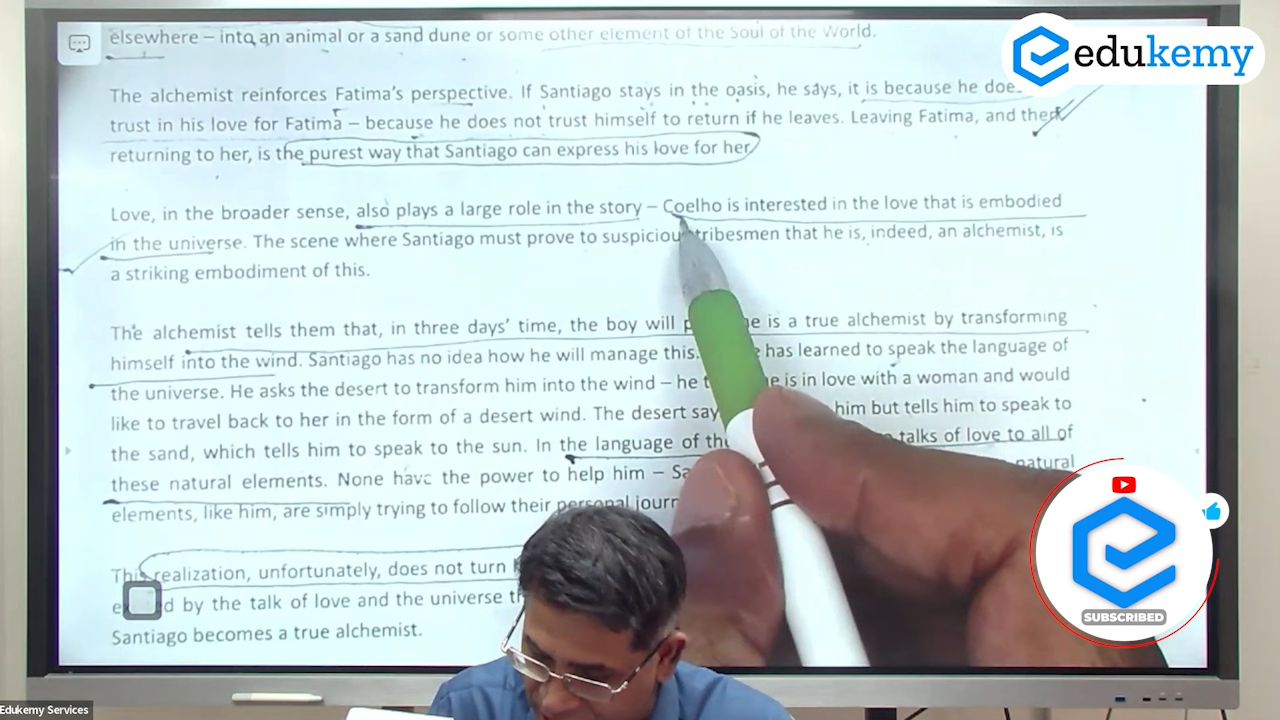 elsewhere – into an animal or a sand dune or some other element of the Soul of the World.
edukemy
The alchemist reinforces Fatima's perspective. If Santiago stays in the oasis, he says, it is because he
trust in his love for Fatima – because he does not trust himself to return if he leaves. Leaving Fatima, and then
returning to her, is the purest way that Santiago can express his love for her
Love, in the broader sense, also plays a large role in the story – Coelho is interested in the love that is embodied
in the universe. The scene where Santiago must prove to tribesmen that he is, indeed, an alchemist, is
a striking embodiment of this.
The alchemist tells them that, in three days' time, the boy will is a true alchemist by transforming
himself into the wind. Santiago has no idea how he will manage this. has learned to speak the language of
the universe. He asks the desert to transform him into the wind – he is in love with a woman and would
like to travel back to her in the form of a desert wind. The desert him but tells him to speak to
the sand, which tells him to speak to the sun. In the language of talks of love to all of
these natural elements. None have the power to help him – natural
elements, like him, are simply trying to follow their personal
This realization, unfortunately, does not turn
by the talk of love and the universe
Santiago becomes a true alchemist.
SUBSCRIBED
Edukemy Services